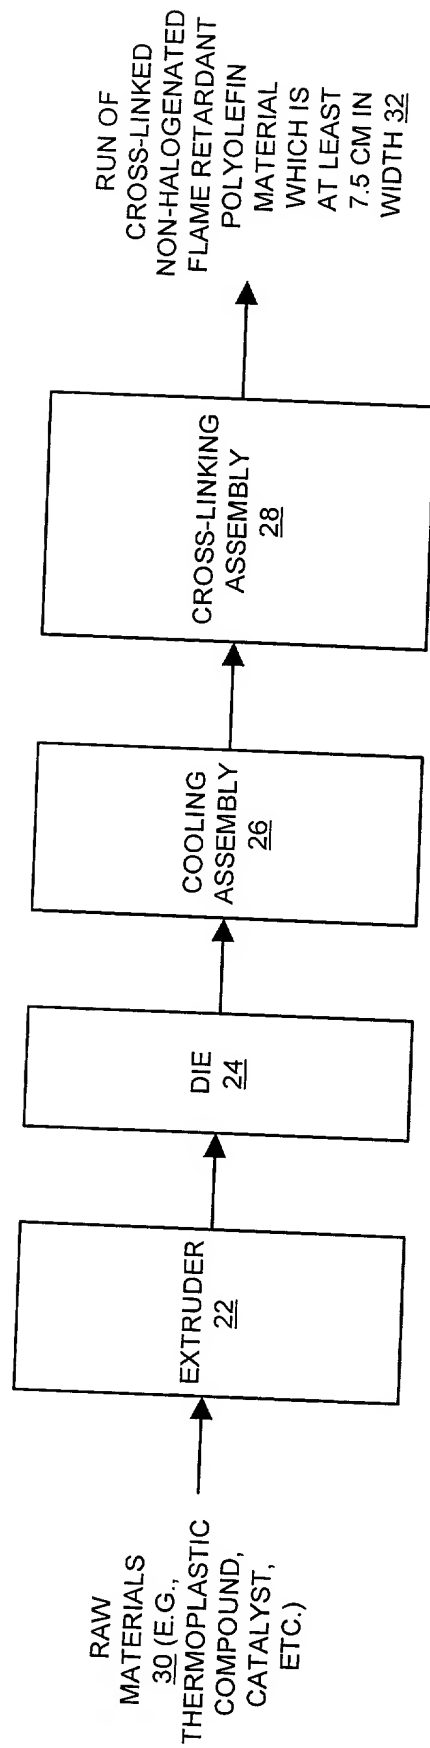 RAW
MATERIALS
30 (E.G.,
THERMOPLASTIC
COMPOUND,
CATALYST,
ETC.)
EXTRUDER
22
DIE
24
COOLING
ASSEMBLY
26
CROSS-LINKING
ASSEMBLY
28
RUN OF
CROSS-LINKED
NON-HALOGENATED
FLAME RETARDANT
POLYOLEFIN
MATERIAL
WHICH IS
AT LEAST
7.5 CM IN
WIDTH 32